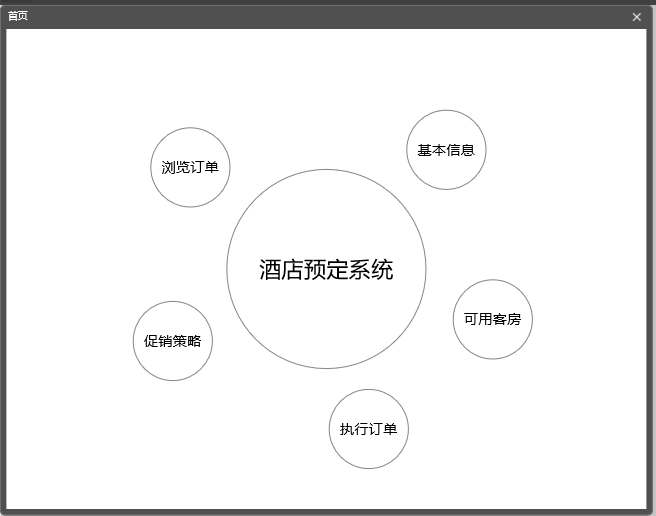 首页
基本信息
浏览订单
酒店预定系统
可用客房
促销策略
执行订单